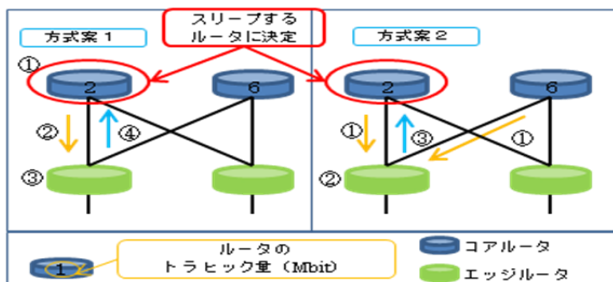 スリープする
ルータに決定
方式案1
方式案2
①
2
6
2
6
②
④
①
③
①
③
②
1
ルータの
トラヒック量 (Mbit)
コアルータ
エッジルータ